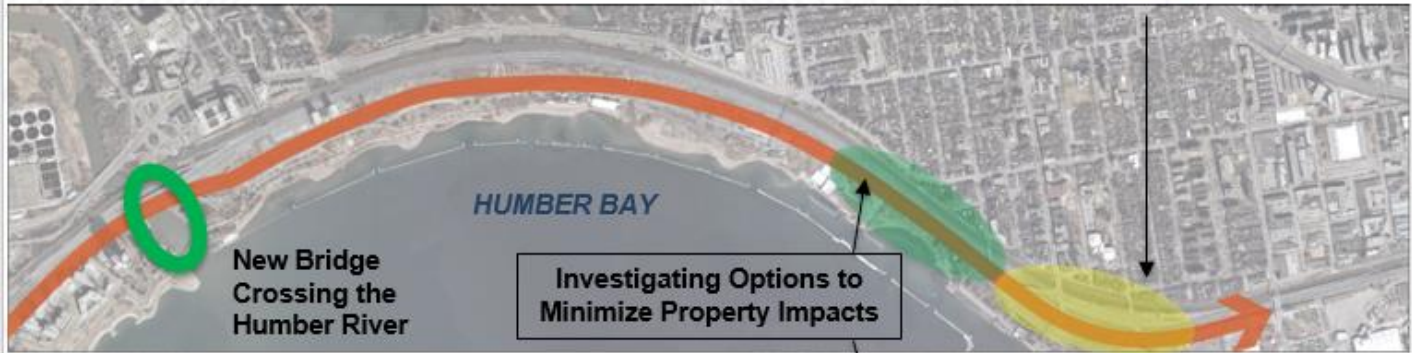 HUMBER BAY
New Bridge
Crossing the
Humber River
Investigating Options to
Minimize Property Impacts